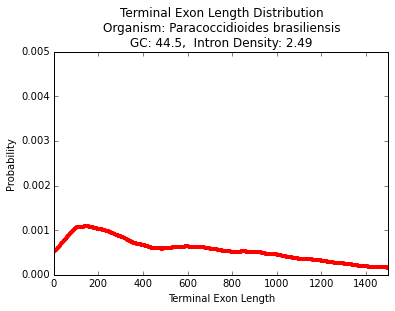 Terminal Exon Length Distribution
Organism: Paracoccidioides brasiliensis
GC: 44.5,  Intron Density: 2.49
0.005
0.004
0.003
0.002
0.001
0.000
Probability
0 200 400 600 800 1000 1200 1400
Terminal Exon Length